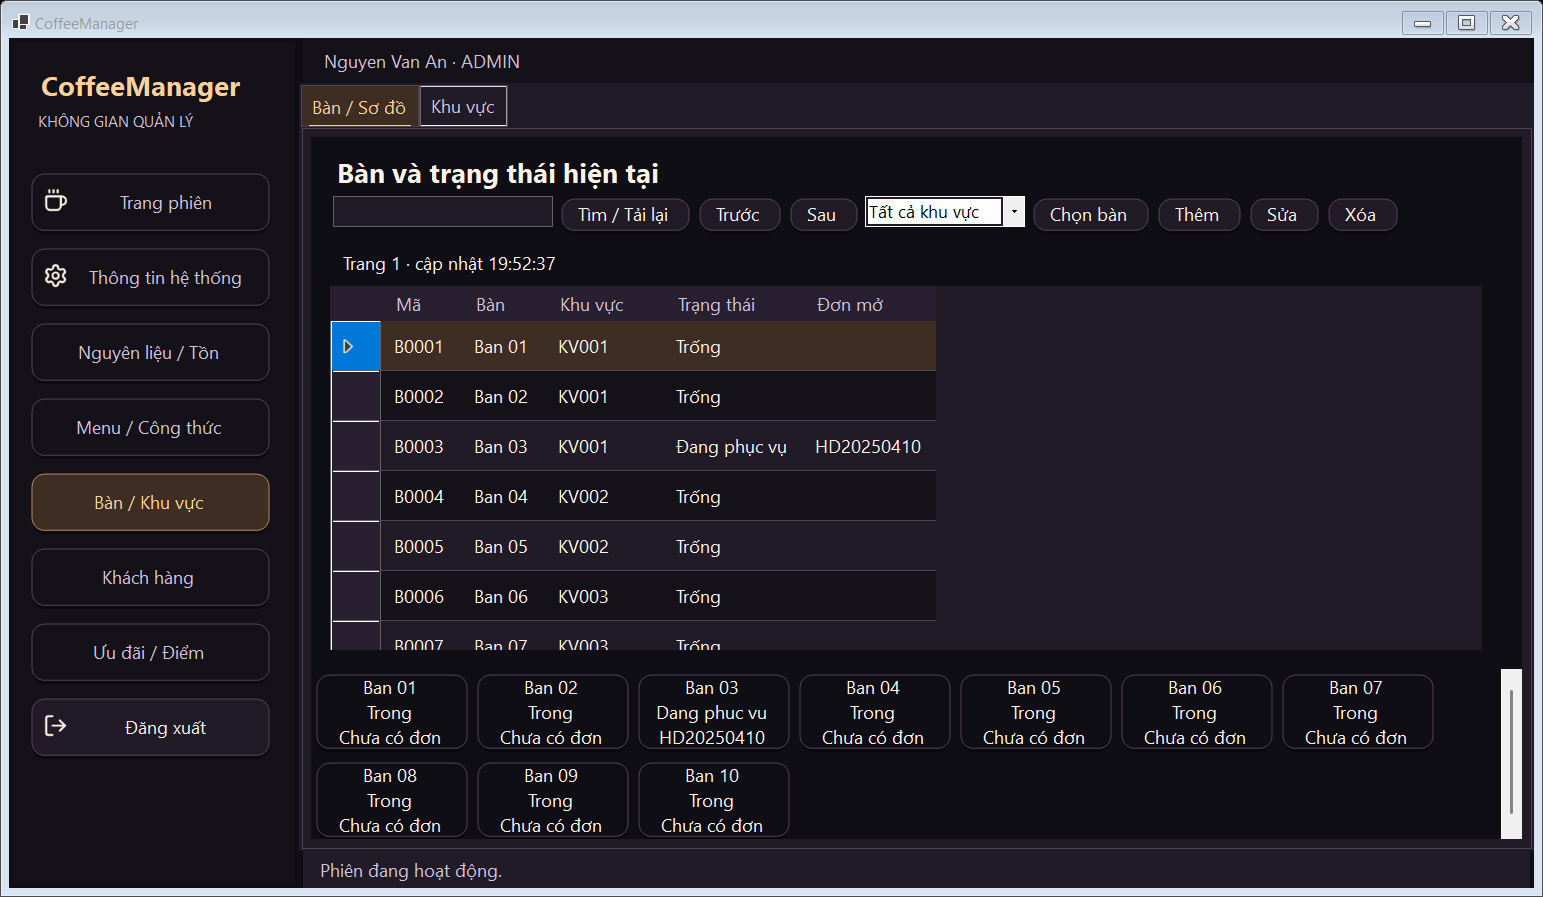 CoffeeManager
CoffeeManager
KHÔNG GIAN QUẢN LÝ
Trang phiên
Thông tin hệ thống
Nguyên liệu / Tồn
Menu / Công thức
Bàn / Khu vực
Khách hàng
Ưu đãi / Điểm
Đăng xuất
Nguyen Van An · ADMIN
Bàn / Sơ đồ Khu vực
Bàn và trạng thái hiện tại
Tìm / Tải lại Trước Sau Tất cả khu vực Chọn bàn Thêm Sửa Xóa
Trang 1 · cập nhật 19:52:37
Mã Bàn Khu vực Trạng thái Đơn mở
B0001 Ban 01 KV001 Trống
B0002 Ban 02 KV001 Trống
B0003 Ban 03 KV001 Đang phục vụ HD20250410
B0004 Ban 04 KV002 Trống
B0005 Ban 05 KV002 Trống
B0006 Ban 06 KV003 Trống
B0007 Ban 07 KV003 Trống
Ban 01 Ban 02 Ban 03 Ban 04 Ban 05 Ban 06 Ban 07
Trong Trong Dang phuc vu Trong Trong Trong Trong
Chưa có đơn Chưa có đơn HD20250410 Chưa có đơn Chưa có đơn Chưa có đơn Chưa có đơn
Ban 08 Ban 09 Ban 10
Trong Trong Trong
Chưa có đơn Chưa có đơn Chưa có đơn
Phiên đang hoạt động.